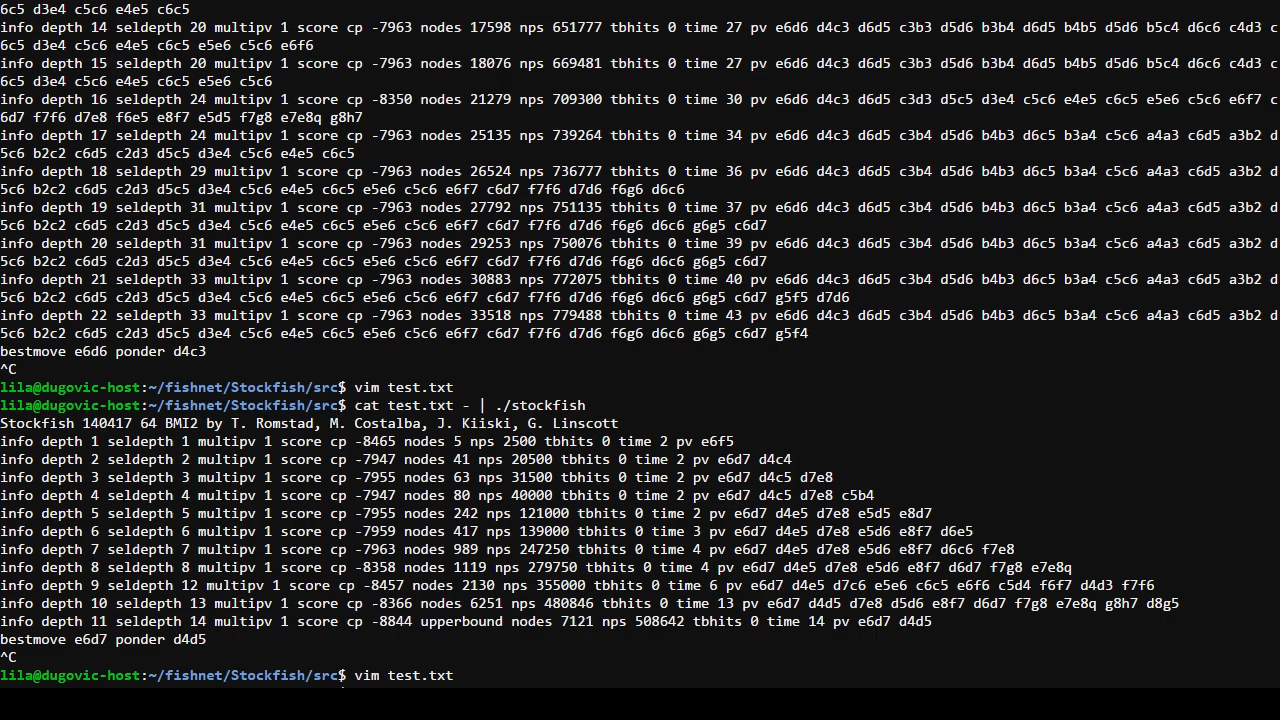 6c5 d3e4 c5c6 e4e5 c6c5
info depth 14 seldepth 20 multipv 1 score cp -7963 nodes 17598 nps 651777 tbhits 0 time 27 pv e6d6 d4c3 d6d5 c3b3 d5d6 b3b4 d6d5 b4b5 d5d6 b5c4 d6c6 c4d3 c
6c5 d3e4 c5c6 e4e5 c6c5 e5e6 c5c6 e6f6
info depth 15 seldepth 20 multipv 1 score cp -7963 nodes 18076 nps 669481 tbhits 0 time 27 pv e6d6 d4c3 d6d5 c3b3 d5d6 b3b4 d6d5 b4b5 d5d6 b5c4 d6c6 c4d3 c
6c5 d3e4 c5c6 e4e5 c6c5 e5e6 c5c6
info depth 16 seldepth 24 multipv 1 score cp -8350 nodes 21279 nps 709300 tbhits 0 time 30 pv e6d6 d4c3 d6d5 c3d3 d5c5 d3e4 c5c6 e4e5 c6c5 e5e6 c5c6 e6f7 c
6d7 f7f6 d7e8 f6e5 e8f7 e5d5 f7g8 e7e8q g8h7
info depth 17 seldepth 24 multipv 1 score cp -7963 nodes 25135 nps 739264 tbhits 0 time 34 pv e6d6 d4c3 d6d5 c3b4 d5d6 b4b3 d6c5 b3a4 c5c6 a4a3 c6d5 a3b2 d
5c6 b2c2 c6d5 c2d3 d5c5 d3e4 c5c6 e4e5 c6c5
info depth 18 seldepth 29 multipv 1 score cp -7963 nodes 26524 nps 736777 tbhits 0 time 36 pv e6d6 d4c3 d6d5 c3b4 d5d6 b4b3 d6c5 b3a4 c5c6 a4a3 c6d5 a3b2 d
5c6 b2c2 c6d5 c2d3 d5c5 d3e4 c5c6 e4e5 c6c5 e5e6 c5c6 e6f7 c6d7 f7f6 d7d6 f6g6 d6c6
info depth 19 seldepth 31 multipv 1 score cp -7963 nodes 27792 nps 751135 tbhits 0 time 37 pv e6d6 d4c3 d6d5 c3b4 d5d6 b4b3 d6c5 b3a4 c5c6 a4a3 c6d5 a3b2 d
5c6 b2c2 c6d5 c2d3 d5c5 d3e4 c5c6 e4e5 c6c5 e5e6 c5c6 e6f7 c6d7 f7f6 d7d6 f6g6 d6c6 g6g5 c6d7
info depth 20 seldepth 31 multipv 1 score cp -7963 nodes 29253 nps 750076 tbhits 0 time 39 pv e6d6 d4c3 d6d5 c3b4 d5d6 b4b3 d6c5 b3a4 c5c6 a4a3 c6d5 a3b2 d
5c6 b2c2 c6d5 c2d3 d5c5 d3e4 c5c6 e4e5 c6c5 e5e6 c5c6 e6f7 c6d7 f7f6 d7d6 f6g6 d6c6 g6g5 c6d7
info depth 21 seldepth 33 multipv 1 score cp -7963 nodes 30883 nps 772075 tbhits 0 time 40 pv e6d6 d4c3 d6d5 c3b4 d5d6 b4b3 d6c5 b3a4 c5c6 a4a3 c6d5 a3b2 d
5c6 b2c2 c6d5 c2d3 d5c5 d3e4 c5c6 e4e5 c6c5 e5e6 c5c6 e6f7 c6d7 f7f6 d7d6 f6g6 d6c6 g6g5 c6d7 g5f5 d7d6
info depth 22 seldepth 33 multipv 1 score cp -7963 nodes 33518 nps 779488 tbhits 0 time 43 pv e6d6 d4c3 d6d5 c3b4 d5d6 b4b3 d6c5 b3a4 c5c6 a4a3 c6d5 a3b2 d
5c6 b2c2 c6d5 c2d3 d5c5 d3e4 c5c6 e4e5 c6c5 e5e6 c5c6 e6f7 c6d7 f7f6 d7d6 f6g6 d6c6 g6g5 c6d7 g5f4
bestmove e6d6 ponder d4c3
^C
lila@dugovic-host:~/fishnet/Stockfish/src$ vim test.txt
lila@dugovic-host:~/fishnet/Stockfish/src$ cat test.txt - | ./stockfish
Stockfish 140417 64 BMI2 by T. Romstad, M. Costalba, J. Kiiski, G. Linscott
info depth 1 seldepth 1 multipv 1 score cp -8465 nodes 5 nps 2500 tbhits 0 time 2 pv e6f5
info depth 2 seldepth 2 multipv 1 score cp -7947 nodes 41 nps 20500 tbhits 0 time 2 pv e6d7 d4c4
info depth 3 seldepth 3 multipv 1 score cp -7955 nodes 63 nps 31500 tbhits 0 time 2 pv e6d7 d4c5 d7e8
info depth 4 seldepth 4 multipv 1 score cp -7947 nodes 80 nps 40000 tbhits 0 time 2 pv e6d7 d4c5 d7e8 c5b4
info depth 5 seldepth 5 multipv 1 score cp -7955 nodes 242 nps 121000 tbhits 0 time 2 pv e6d7 d4e5 d7e8 e5d5 e8d7
info depth 6 seldepth 6 multipv 1 score cp -7959 nodes 417 nps 139000 tbhits 0 time 3 pv e6d7 d4e5 d7e8 e5d6 e8f7 d6e5
info depth 7 seldepth 7 multipv 1 score cp -7963 nodes 989 nps 247250 tbhits 0 time 4 pv e6d7 d4e5 d7e8 e5d6 e8f7 d6c6 f7e8
info depth 8 seldepth 8 multipv 1 score cp -8358 nodes 1119 nps 279750 tbhits 0 time 4 pv e6d7 d4e5 d7e8 e5d6 e8f7 d6d7 f7g8 e7e8q
info depth 9 seldepth 12 multipv 1 score cp -8457 nodes 2130 nps 355000 tbhits 0 time 6 pv e6d7 d4e5 d7c6 e5e6 c6c5 e6f6 c5d4 f6f7 d4d3 f7f6
info depth 10 seldepth 13 multipv 1 score cp -8366 nodes 6251 nps 480846 tbhits 0 time 13 pv e6d7 d4d5 d7e8 d5d6 e8f7 d6d7 f7g8 e7e8q g8h7 d8g5
info depth 11 seldepth 14 multipv 1 score cp -8844 upperbound nodes 7121 nps 508642 tbhits 0 time 14 pv e6d7 d4d5
bestmove e6d7 ponder d4d5
^C
lila@dugovic-host:~/fishnet/Stockfish/src$ vim test.txt